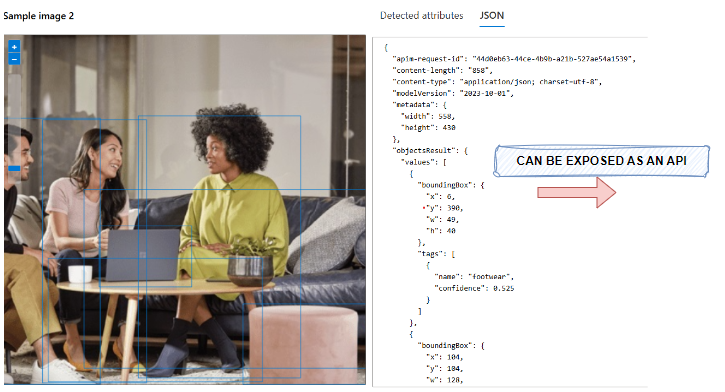 Sample image 2
Detected attributes JSON
+
-
{
"apim-request-id": "44d0eb63-44ce-4b9b-a21b-527ae54a1539",
"content-length": "858",
"content-type": "application/json; charset=utf-8",
"modelVersion": "2023-10-01",
"metadata": {
"width": 558,
"height": 430
},
"objectsResult": {
"values": [
{
"boundingBox": {
"x": 6,
"y": 390,
"w": 49,
"h": 40
},
"tags": [
{
"name": "footwear",
"confidence": 0.525
}
]
},
{
"boundingBox": {
"x": 104,
"y": 104,
"w": 128,
CAN BE EXPOSED AS AN API